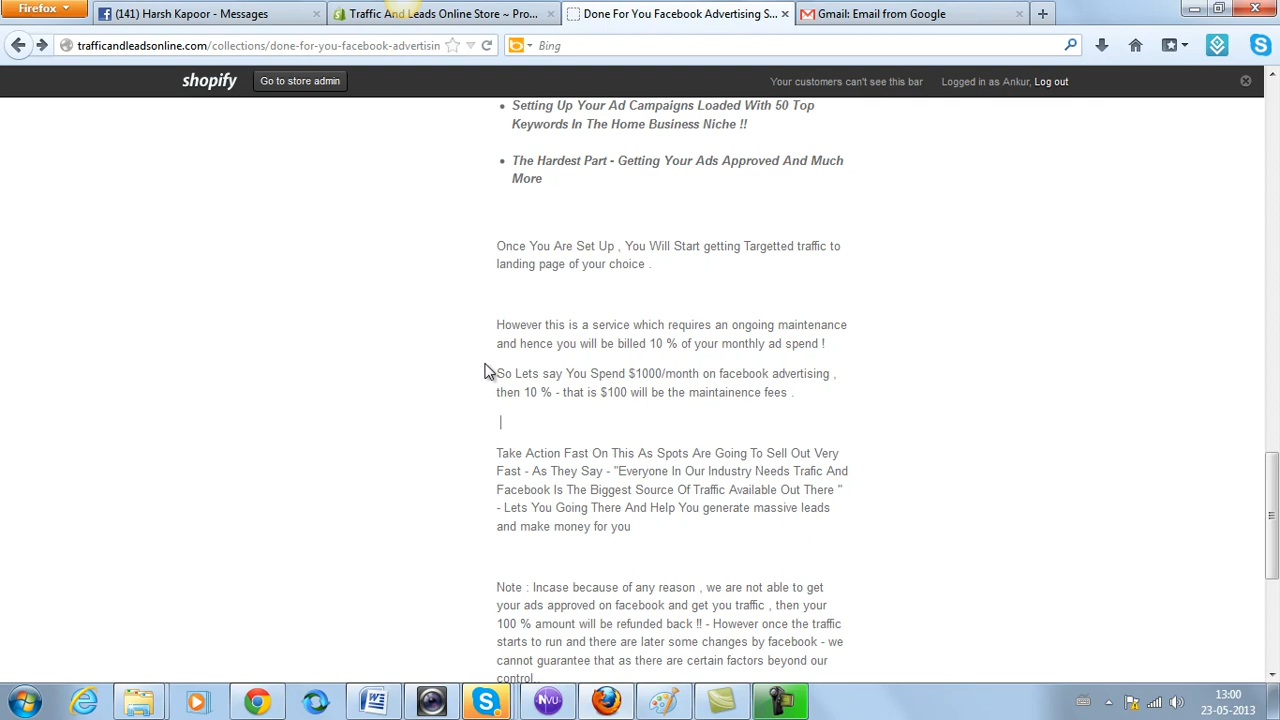 Firefox
(141) Harsh Kapoor - Messages
Traffic And Leads Online Store ~ Pro...
Done For You Facebook Advertising S...
Gmail: Email from Google
trafficandleadsonline.com/collections/done-for-you-facebook-advertisin
Bing
shopify
Go to store admin
Your customers can't see this bar
Logged in as Ankur, Log out
Setting Up Your Ad Campaigns Loaded With 50 Top
Keywords In The Home Business Niche !!
The Hardest Part - Getting Your Ads Approved And Much
More
Once You Are Set Up , You Will Start getting Targetted traffic to
landing page of your choice .
However this is a service which requires an ongoing maintenance
and hence you will be billed 10 % of your monthly ad spend !
So Lets say You Spend $1000/month on facebook advertising ,
then 10 % - that is $100 will be the maintainence fees .
Take Action Fast On This As Spots Are Going To Sell Out Very
Fast - As They Say - "Everyone In Our Industry Needs Trafic And
Facebook Is The Biggest Source Of Traffic Available Out There "
- Lets You Going There And Help You generate massive leads
and make money for you
Note : Incase because of any reason , we are not able to get
your ads approved on facebook and get you traffic , then your
100 % amount will be refunded back !! - However once the traffic
starts to run and there are later some changes by facebook - we
cannot guarantee that as there are certain factors beyond our
control..
NVU
13:00
23-05-2013